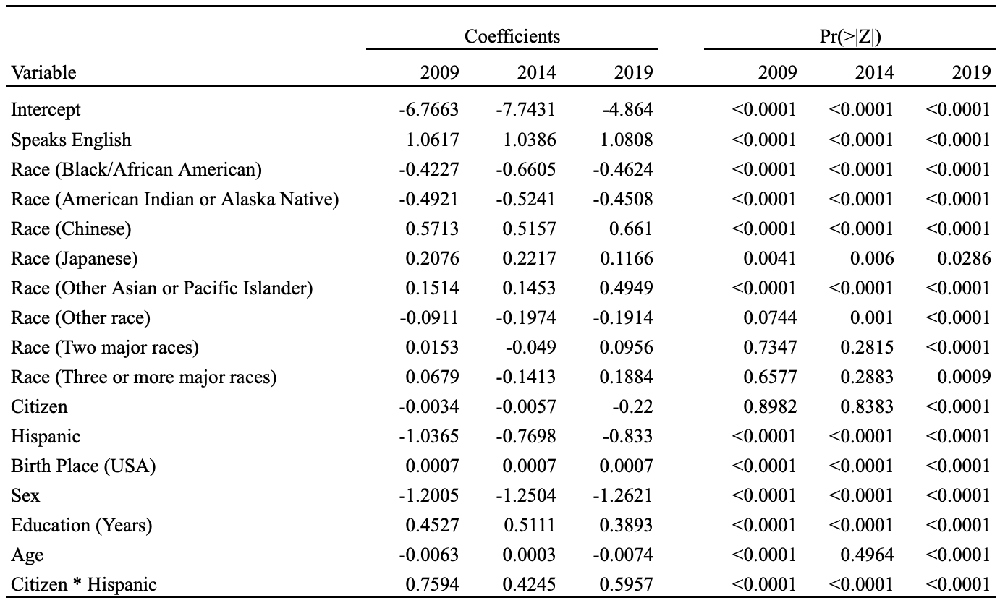 Coefficients Pr(>|Z|)
Variable 2009 2014 2019 2009 2014 2019
Intercept -6.7663 -7.7431 -4.864 <0.0001 <0.0001 <0.0001
Speaks English 1.0617 1.0386 1.0808 <0.0001 <0.0001 <0.0001
Race (Black/African American) -0.4227 -0.6605 -0.4624 <0.0001 <0.0001 <0.0001
Race (American Indian or Alaska Native) -0.4921 -0.5241 -0.4508 <0.0001 <0.0001 <0.0001
Race (Chinese) 0.5713 0.5157 0.661 <0.0001 <0.0001 <0.0001
Race (Japanese) 0.2076 0.2217 0.1166 0.0041 0.006 0.0286
Race (Other Asian or Pacific Islander) 0.1514 0.1453 0.4949 <0.0001 <0.0001 <0.0001
Race (Other race) -0.0911 -0.1974 -0.1914 0.0744 0.001 <0.0001
Race (Two major races) 0.0153 -0.049 0.0956 0.7347 0.2815 <0.0001
Race (Three or more major races) 0.0679 -0.1413 0.1884 0.6577 0.2883 0.0009
Citizen -0.0034 -0.0057 -0.22 0.8982 0.8383 <0.0001
Hispanic -1.0365 -0.7698 -0.833 <0.0001 <0.0001 <0.0001
Birth Place (USA) 0.0007 0.0007 0.0007 <0.0001 <0.0001 <0.0001
Sex -1.2005 -1.2504 -1.2621 <0.0001 <0.0001 <0.0001
Education (Years) 0.4527 0.5111 0.3893 <0.0001 <0.0001 <0.0001
Age -0.0063 0.0003 -0.0074 <0.0001 0.4964 <0.0001
Citizen * Hispanic 0.7594 0.4245 0.5957 <0.0001 <0.0001 <0.0001